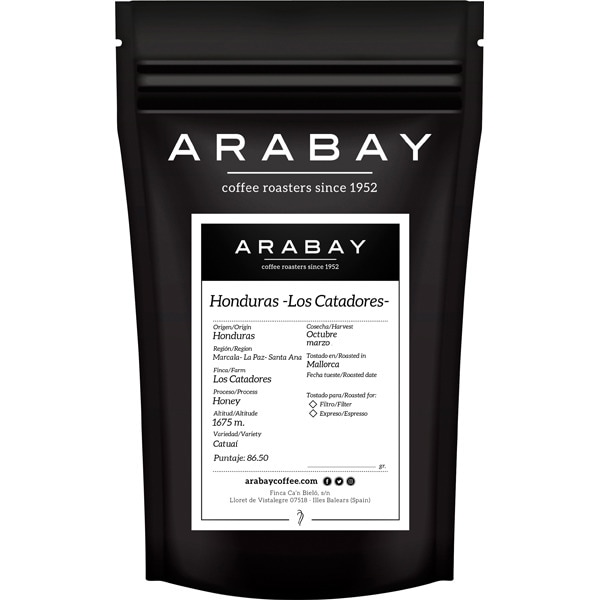 ARABAY
coffee roasters since 1952
ARABAY
coffee roasters since 1952
Honduras -Los Catadores-
Origen/Origin
Honduras
Región/Region
Marcala- La Paz- Santa Ana
Finca/Farm
Los Catadores
Proceso/Process
Honey
Altitud/Altitude
1675 m.
Variedad/Variety
Catuaí
Puntaje: 86.50
Cosecha/Harvest
Octubre
marzo
Tostado en/Roasted in
Mallorca
Fecha tueste/Roasted date
Tostado para/Roasted for:
Filtro/Filter
Expreso/Espresso
gr.
arabaycoffee.com
Finca Ca'n Bieló, s/n
Lloret de Vistalegre 07518 · Illes Balears (Spain)